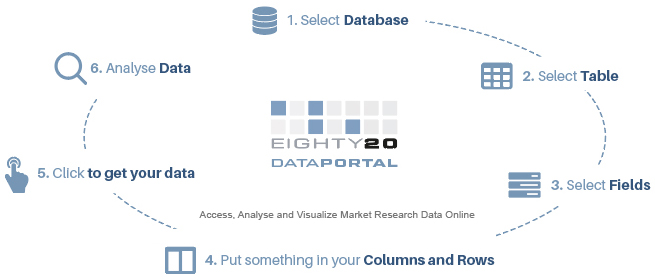 1. Select Database
2. Select Table
3. Select Fields
4. Put something in your Columns and Rows
5. Click to get your data
6. Analyse Data
EIGHTY20
DATAPORTAL
Access, Analyse and Visualize Market Research Data Online